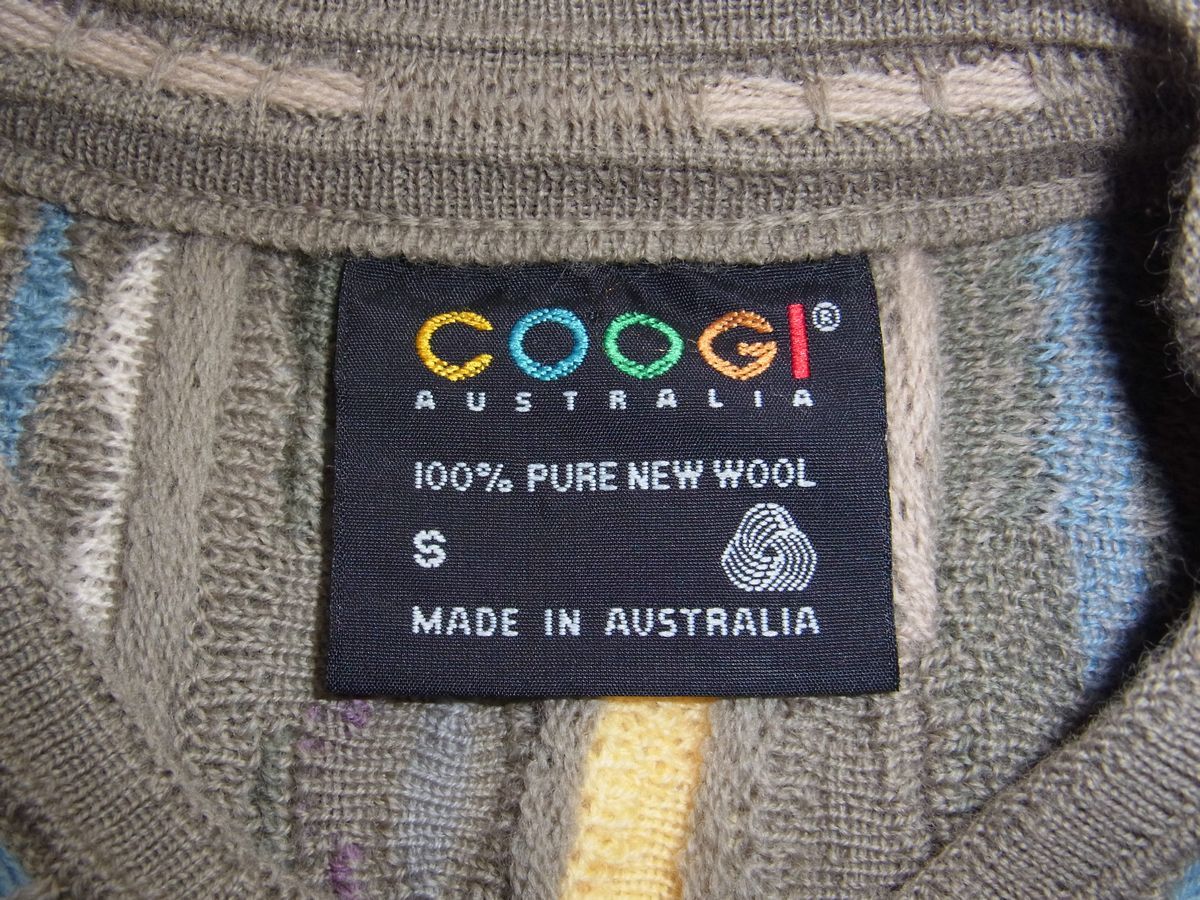 COOGI®
AUSTRALIA
100% PURE NEW WOOL
S
MADE IN AUSTRALIA